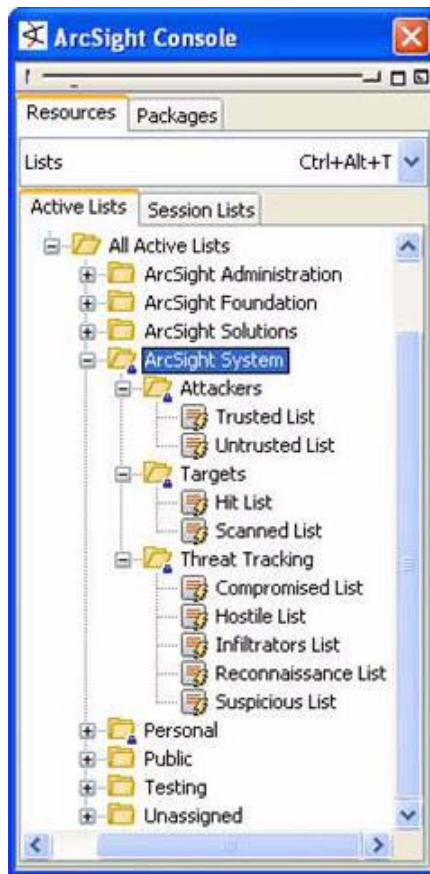 ArcSight Console
Resources Packages
Lists Ctrl+Alt+T
Active Lists Session Lists
All Active Lists
ArcSight Administration
ArcSight Foundation
ArcSight Solutions
ArcSight System
Attackers
Trusted List
Untrusted List
Targets
Hit List
Scanned List
Threat Tracking
Compromised List
Hostile List
Infiltrators List
Reconnaissance List
Suspicious List
Personal
Public
Testing
Unassigned